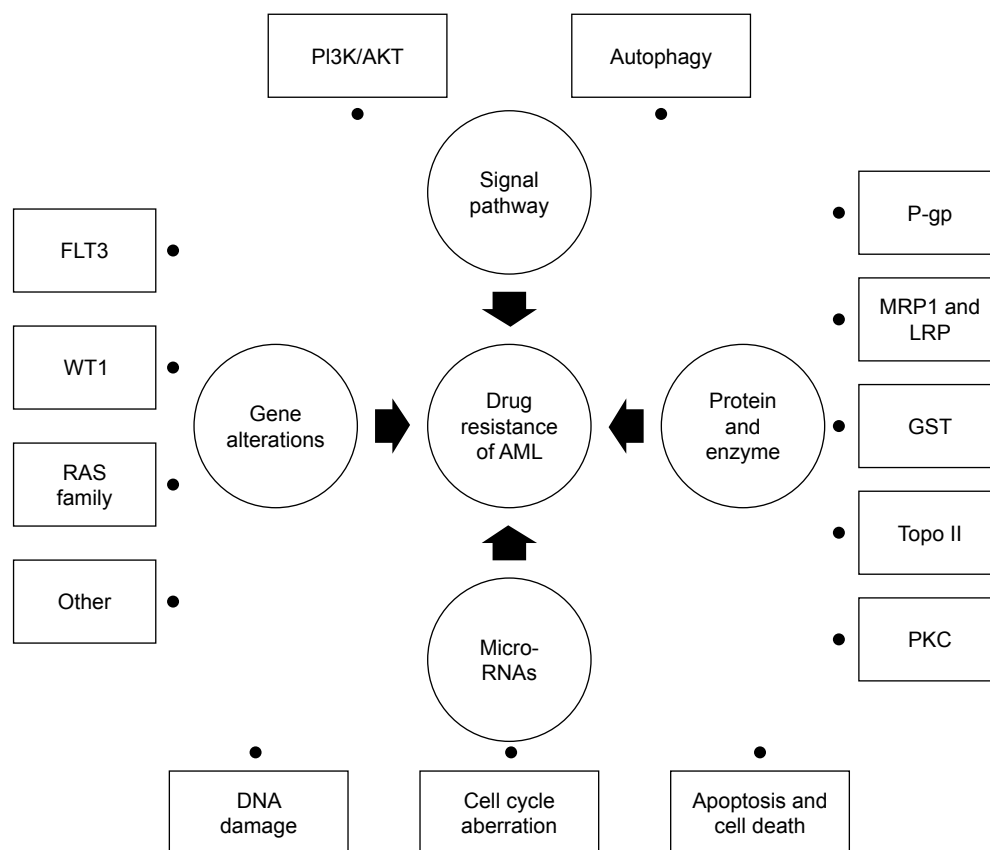 PI3K/AKT
Autophagy
Signal
pathway
P-gp
FLT3
MRP1 and
LRP
WT1
Gene
alterations
Drug
resistance
of AML
Protein
and
enzyme
GST
RAS
family
Topo II
Other
Micro-
RNAs
PKC
DNA
damage
Cell cycle
aberration
Apoptosis and
cell death